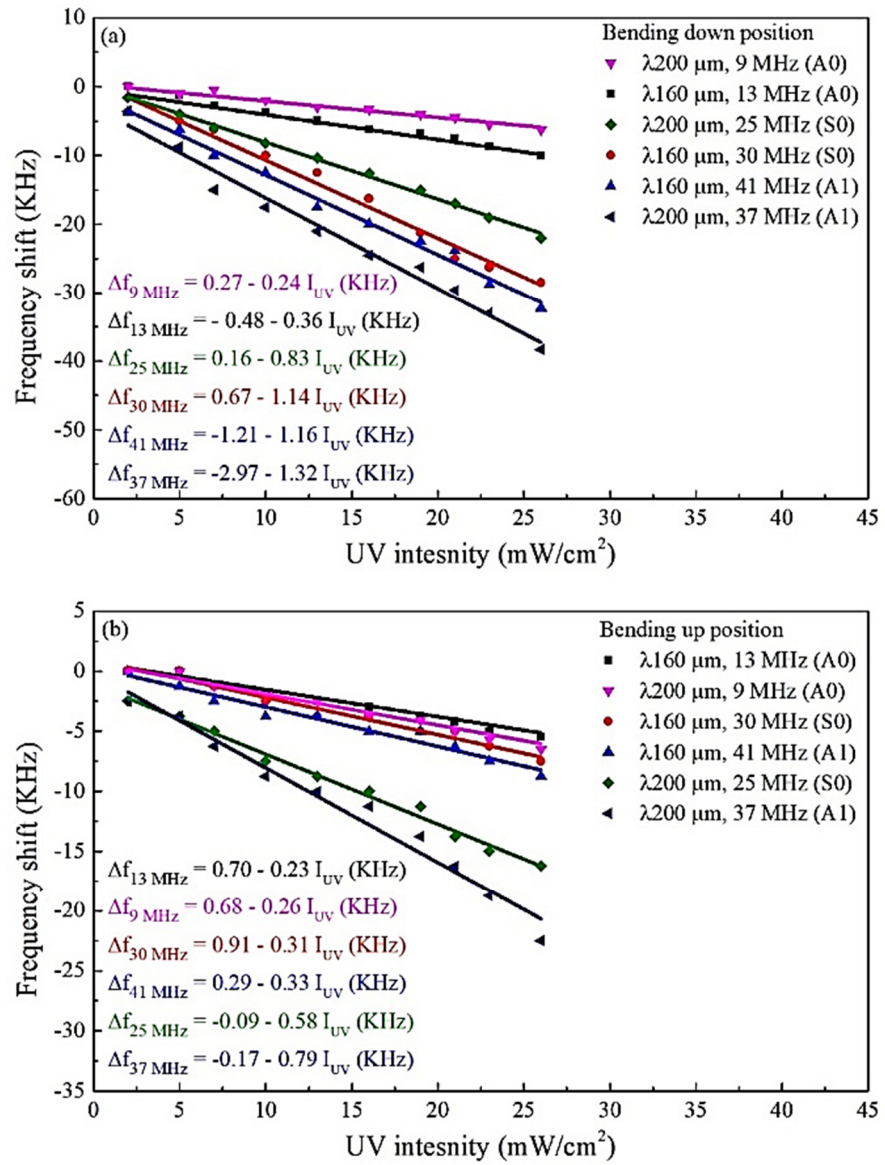 (a)
Bending down position
λ200 μm, 9 MHz (A0)
λ160 μm, 13 MHz (A0)
λ200 μm, 25 MHz (S0)
λ160 μm, 30 MHz (S0)
λ160 μm, 41 MHz (A1)
λ200 μm, 37 MHz (A1)
10
0
-10
-20
-30
-40
-50
-60
Frequency shift (KHz)
Δf9 MHz = 0.27 - 0.24 IUV (KHz)
Δf13 MHz = - 0.48 - 0.36 IUV (KHz)
Δf25 MHz = 0.16 - 0.83 IUV (KHz)
Δf30 MHz = 0.67 - 1.14 IUV (KHz)
Δf41 MHz = -1.21 - 1.16 IUV (KHz)
Δf37 MHz = -2.97 - 1.32 IUV (KHz)
0 5 10 15 20 25 30 35 40 45
UV intesnity (mW/cm²)
(b)
Bending up position
λ160 μm, 13 MHz (A0)
λ200 μm, 9 MHz (A0)
λ160 μm, 30 MHz (S0)
λ160 μm, 41 MHz (A1)
λ200 μm, 25 MHz (S0)
λ200 μm, 37 MHz (A1)
5
0
-5
-10
-15
-20
-25
-30
-35
Frequency shift (KHz)
Δf13 MHz = 0.70 - 0.23 IUV (KHz)
Δf9 MHz = 0.68 - 0.26 IUV (KHz)
Δf30 MHz = 0.91 - 0.31 IUV (KHz)
Δf41 MHz = 0.29 - 0.33 IUV (KHz)
Δf25 MHz = -0.09 - 0.58 IUV (KHz)
Δf37 MHz = -0.17 - 0.79 IUV (KHz)
0 5 10 15 20 25 30 35 40 45
UV intesnity (mW/cm²)